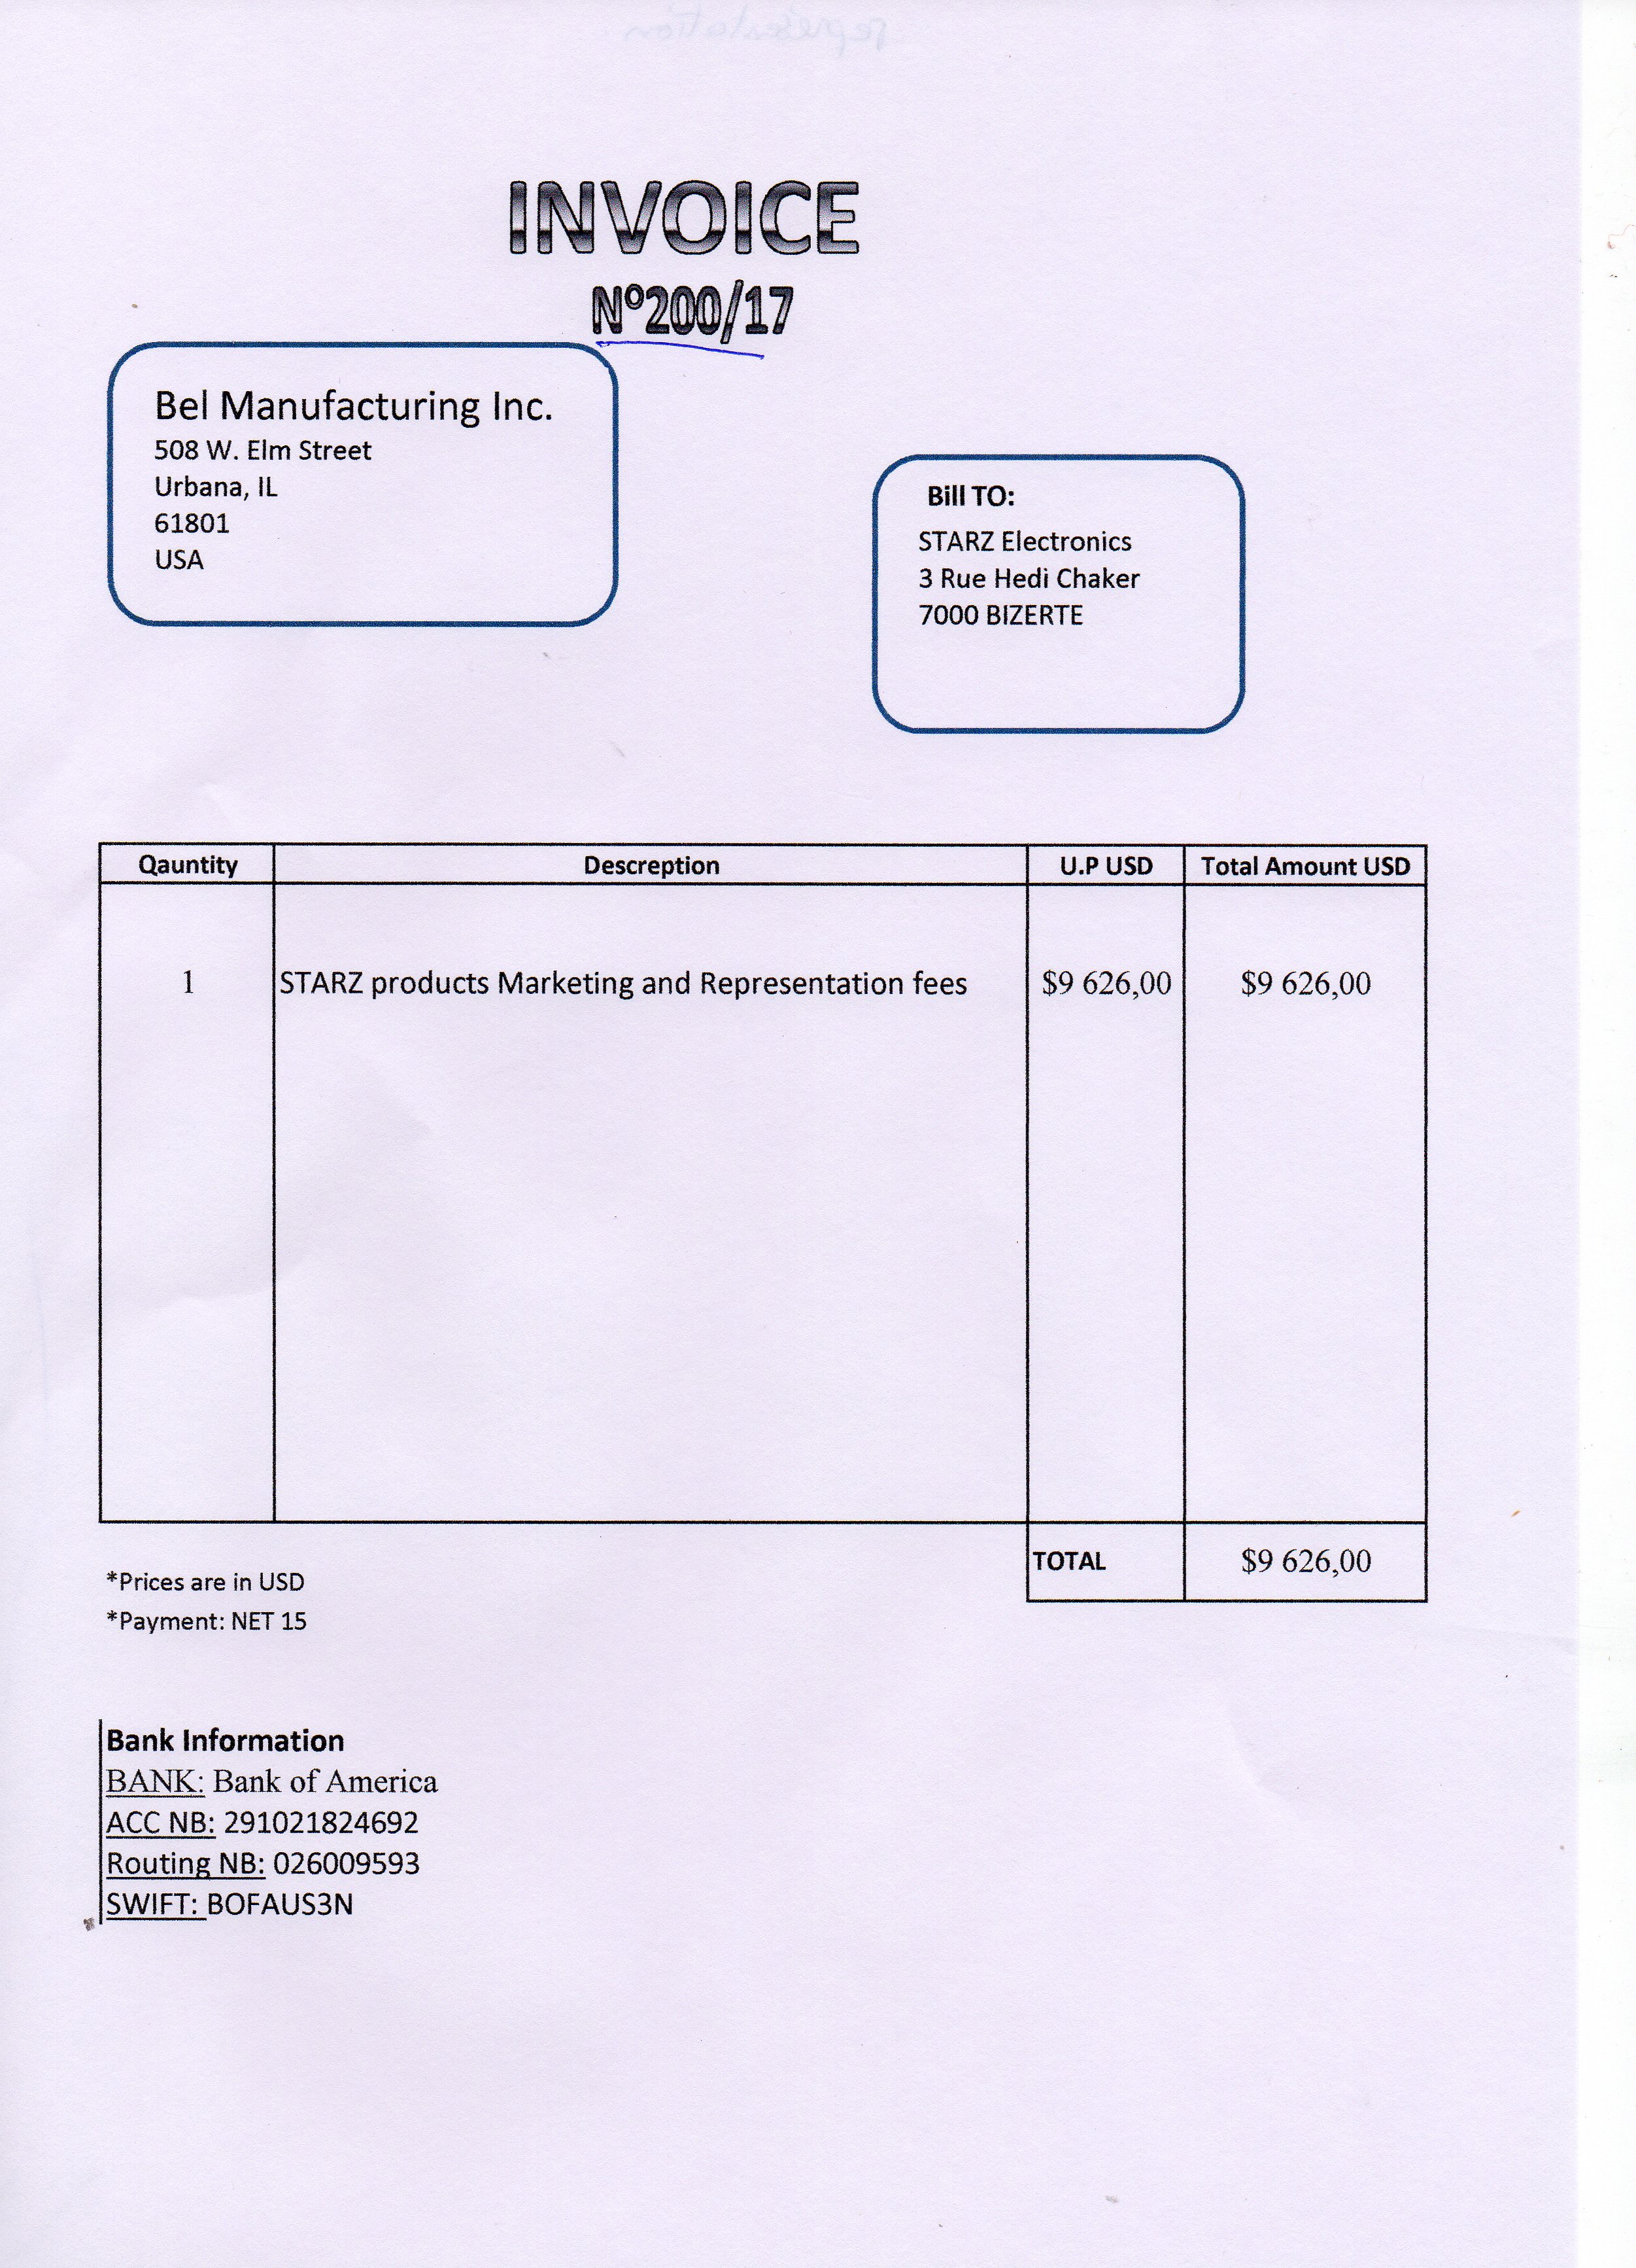 INVOICE
N°200/17
Bel Manufacturing Inc.
508 W. Elm Street
Urbana, IL
61801
USA
Bill TO:
STARZ Electronics
3 Rue Hedi Chaker
7000 BIZERTE
Qauntity Descreption U.P USD Total Amount USD
1 STARZ products Marketing and Representation fees $9 626,00 $9 626,00
TOTAL $9 626,00
*Prices are in USD
*Payment: NET 15
Bank Information
BANK: Bank of America
ACC NB: 291021824692
Routing NB: 026009593
SWIFT: BOFAUS3N